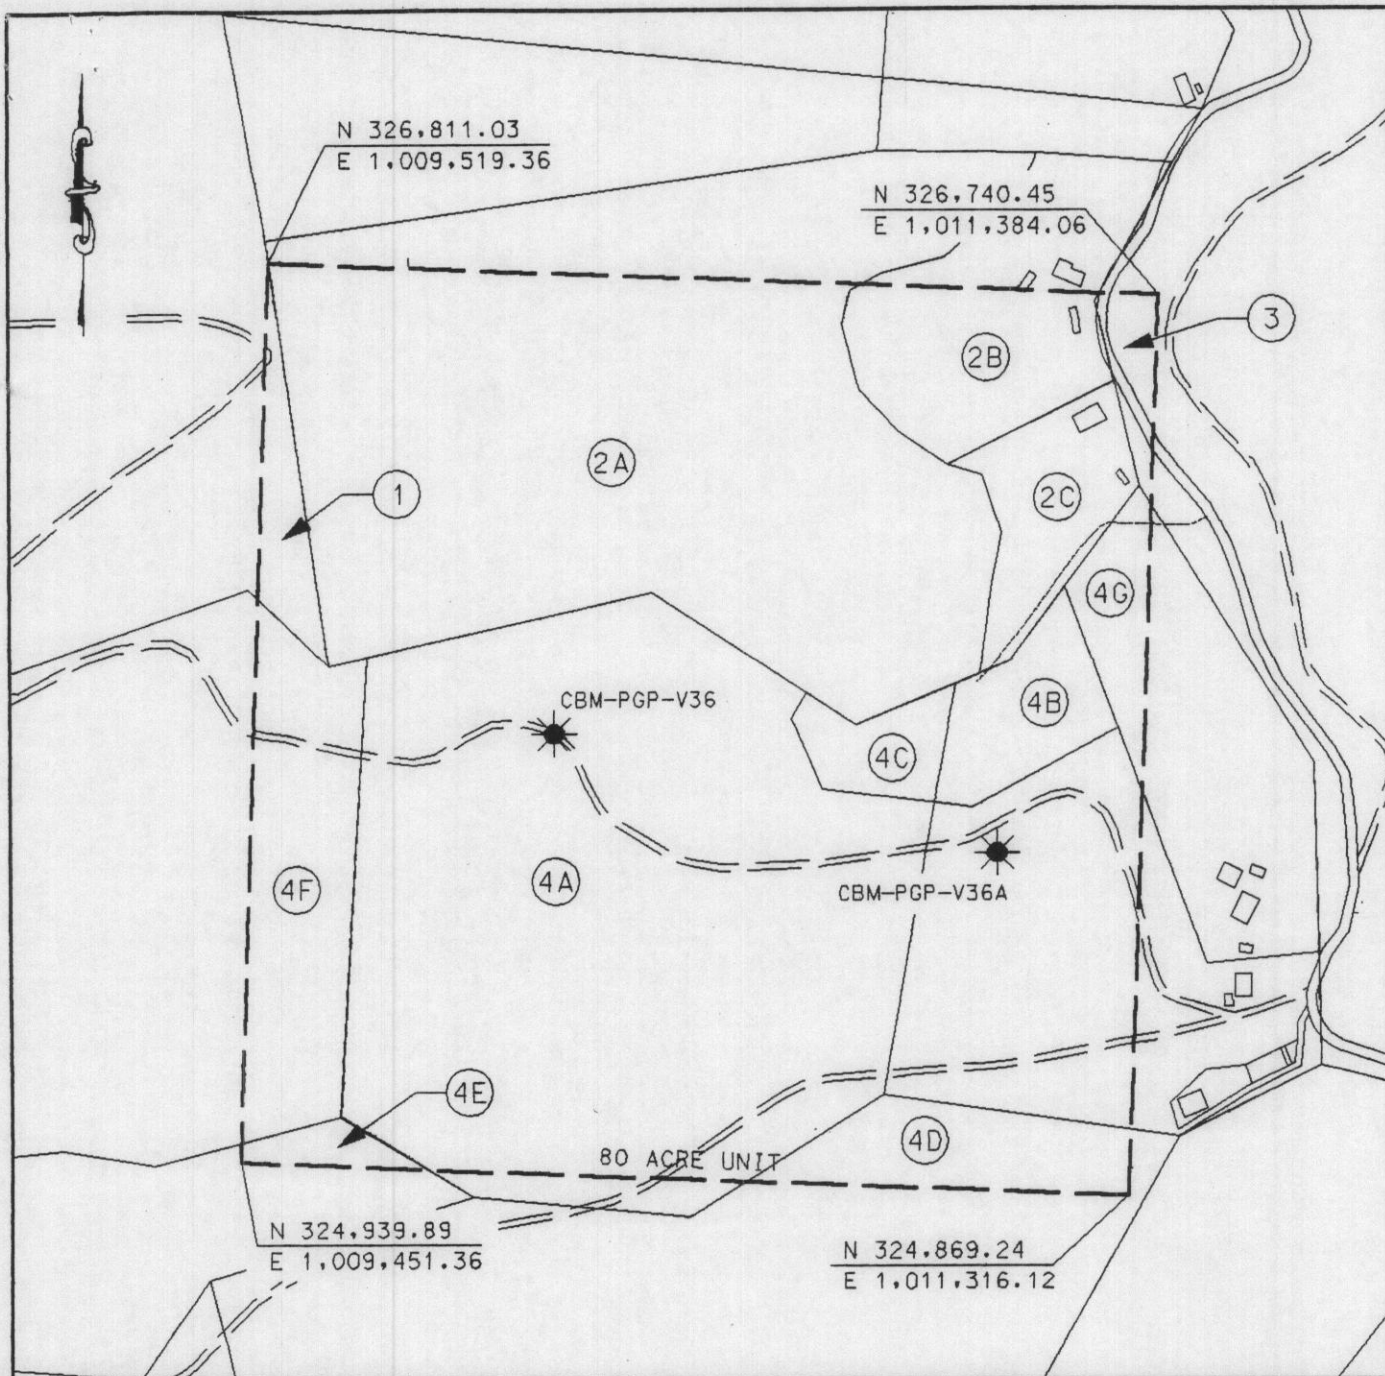 N 326,811.03
E 1,009,519.36
N 326,740.45
E 1,011,384.06
3
2B
2A
1
2C
4G
CBM-PGP-V36
4B
4C
4F
4A
CBM-PGP-V36A
4E
4D
80 ACRE UNIT
N 324,939.89
E 1,009,451.36
N 324,869.24
E 1,011,316.12